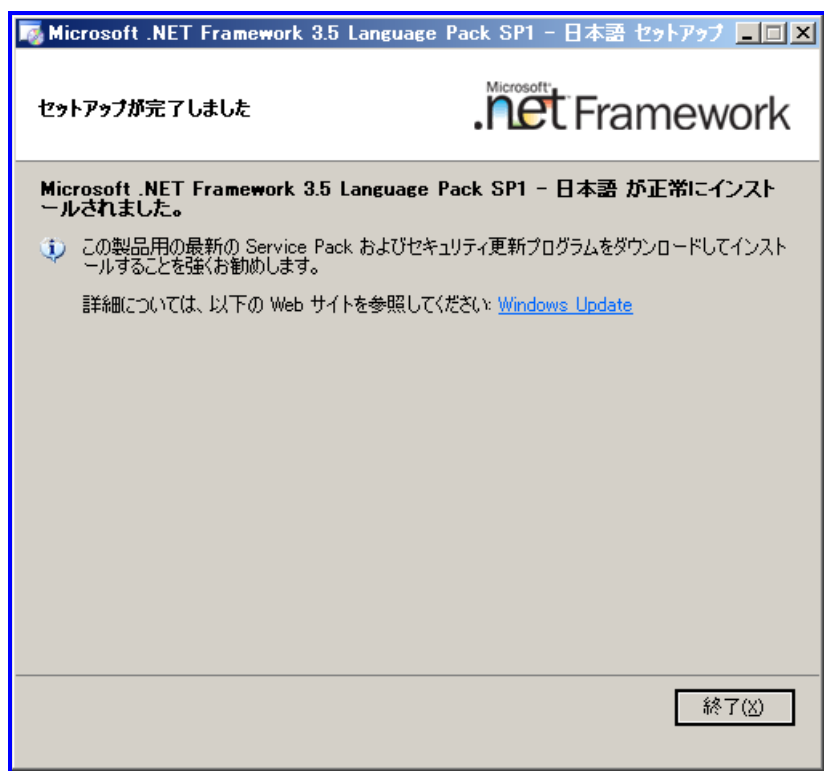 Microsoft .NET Framework 3.5 Language Pack SP1 - 日本語 セットアップ
セットアップが完了しました
Microsoft
.net Framework
Microsoft .NET Framework 3.5 Language Pack SP1 - 日本語 が正常にインスト
ールされました。
この製品用の最新の Service Pack およびセキュリティ更新プログラムをダウンロードしてインスト
ールすることを強くお勧めします。
詳細については、以下の Web サイトを参照してください: Windows Update
終了(X)